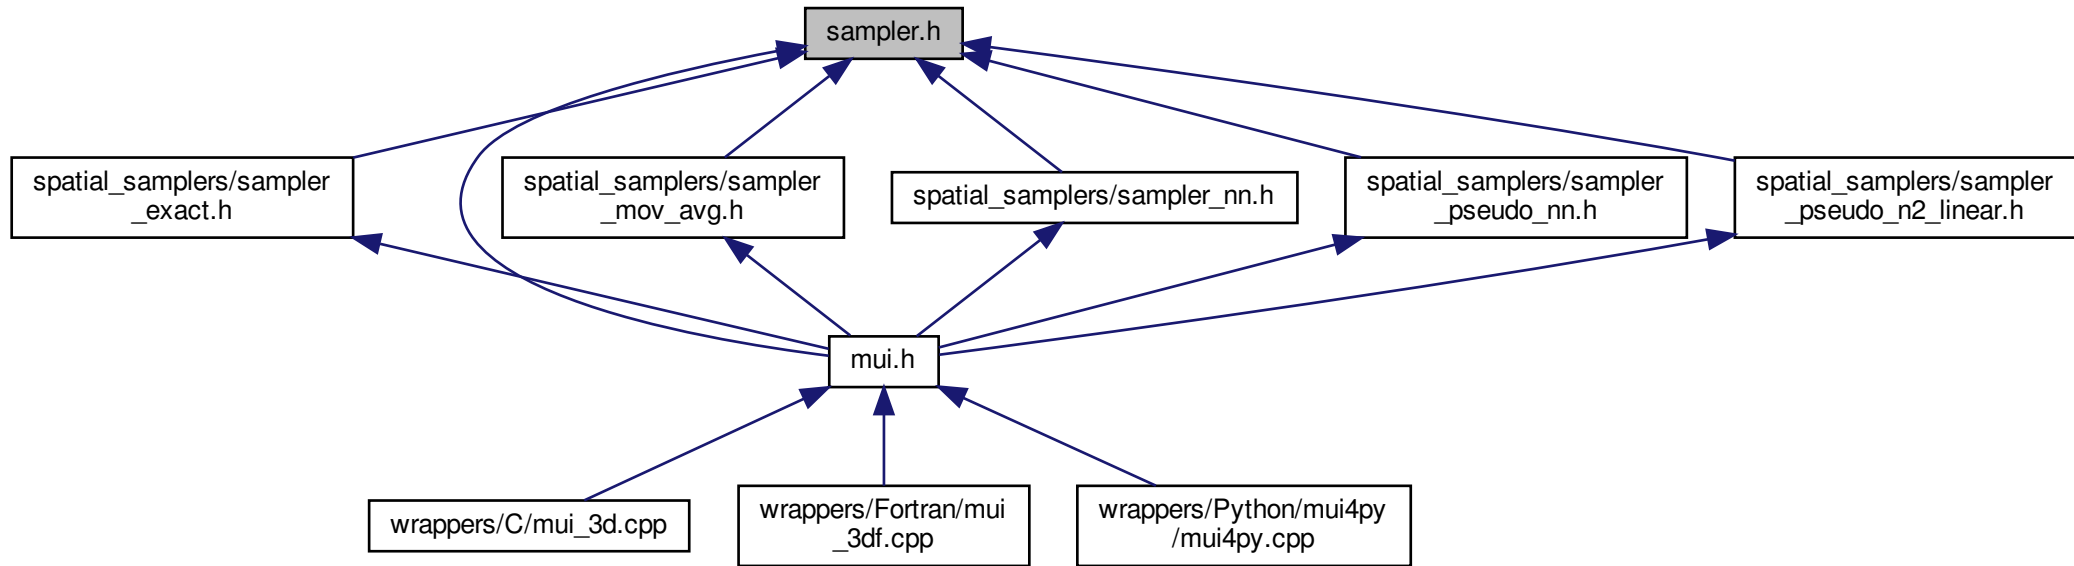 sampler.h
spatial_samplers/sampler
_exact.h
spatial_samplers/sampler
_mov_avg.h
spatial_samplers/sampler_nn.h
spatial_samplers/sampler
_pseudo_nn.h
spatial_samplers/sampler
_pseudo_n2_linear.h
mui.h
wrappers/C/mui_3d.cpp
wrappers/Fortran/mui
_3df.cpp
wrappers/Python/mui4py
/mui4py.cpp